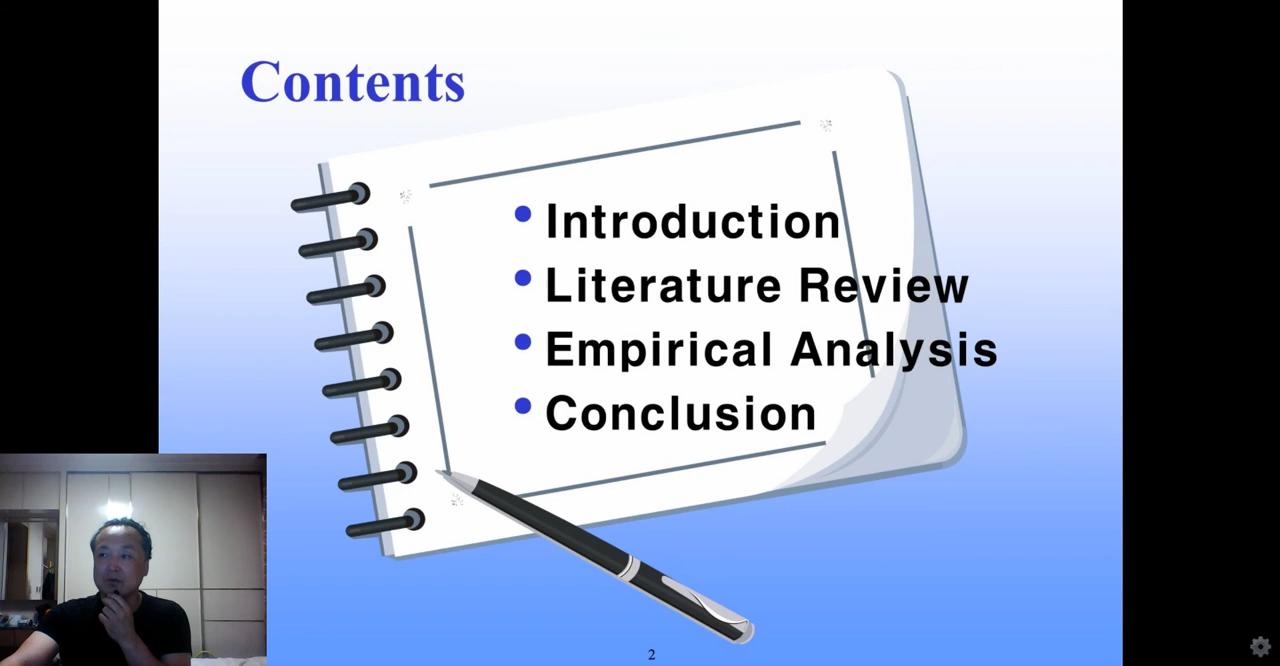 Contents
• Introduction
• Literature Review
• Empirical Analysis
• Conclusion
2